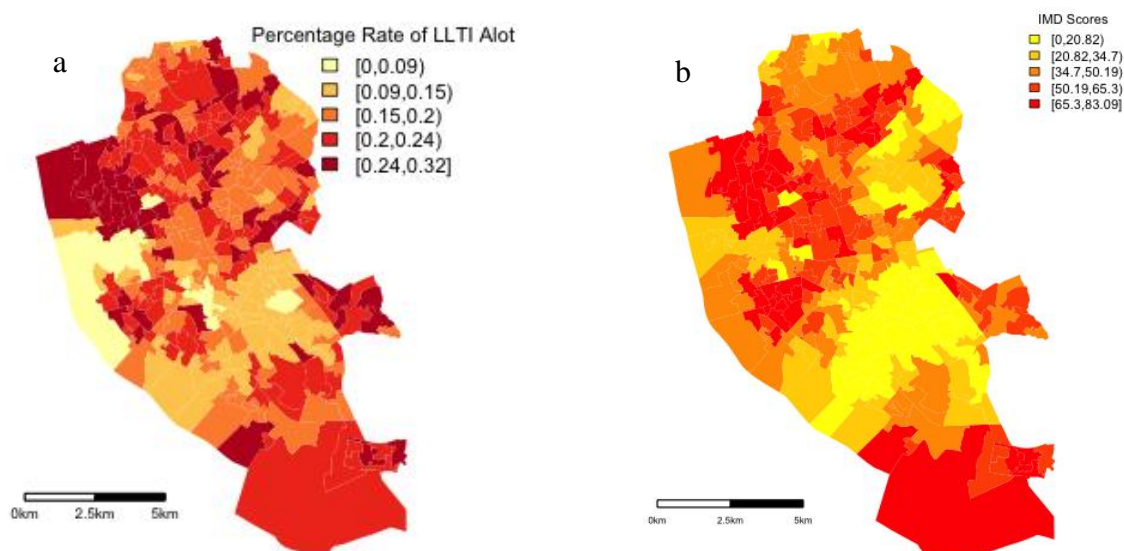 a
Percentage Rate of LLTI Alot
[0,0.09)
[0.09,0.15)
[0.15,0.2)
[0.2,0.24)
[0.24,0.32]
0km 2.5km 5km
b
IMD Scores
[0,20.82)
[20.82,34.7)
[34.7,50.19)
[50.19,65.3)
[65.3,83.09]
0km 2.5km 5km